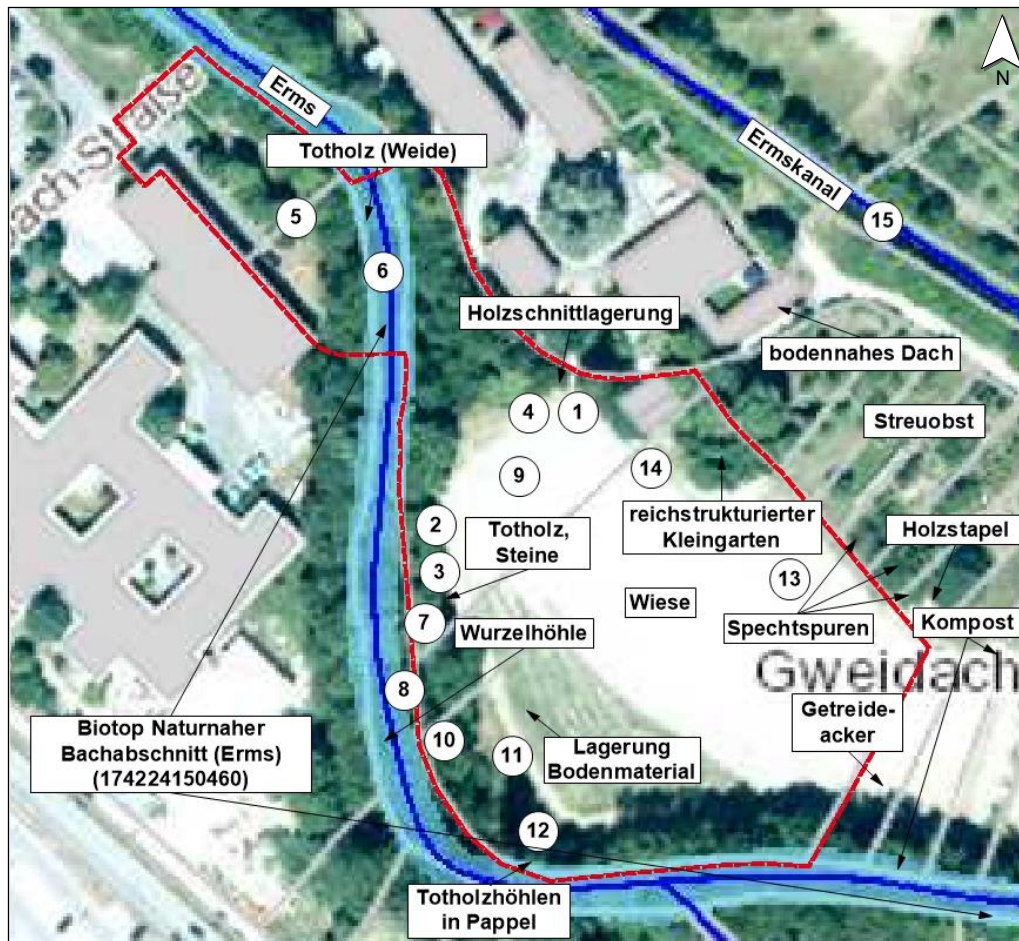 N
Erms
Totholz (Weide)
ach-Straße
Ermskanal
5
15
6
Holzschnittlagerung
bodennahes Dach
4
1
Streuobst
9
14
reichstrukturierter
Kleingarten
2
Totholz,
Steine
Holzstapel
3
13
Wiese
7
Wurzelhöhle
Spechtspuren
Kompost
Gweidach
8
Getreide-
acker
Biotop Naturnaher
Bachabschnitt (Erms)
(174224150460)
10
11
Lagerung
Bodenmaterial
12
Totholzhöhlen
in Pappel